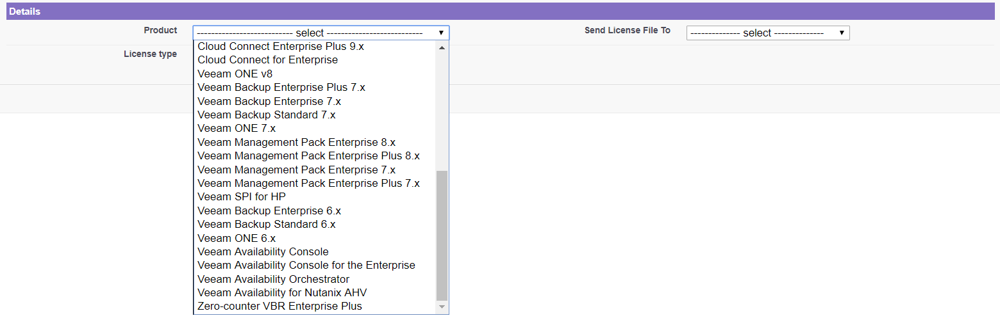 Details
Product
--------------------------- select ---------------------------
Send License File To
-------------- select --------------
License type
Cloud Connect Enterprise Plus 9.x
Cloud Connect for Enterprise
Veeam ONE v8
Veeam Backup Enterprise Plus 7.x
Veeam Backup Enterprise 7.x
Veeam Backup Standard 7.x
Veeam ONE 7.x
Veeam Management Pack Enterprise 8.x
Veeam Management Pack Enterprise Plus 8.x
Veeam Management Pack Enterprise 7.x
Veeam Management Pack Enterprise Plus 7.x
Veeam SPI for HP
Veeam Backup Enterprise 6.x
Veeam Backup Standard 6.x
Veeam ONE 6.x
Veeam Availability Console
Veeam Availability Console for the Enterprise
Veeam Availability Orchestrator
Veeam Availability for Nutanix AHV
Zero-counter VBR Enterprise Plus